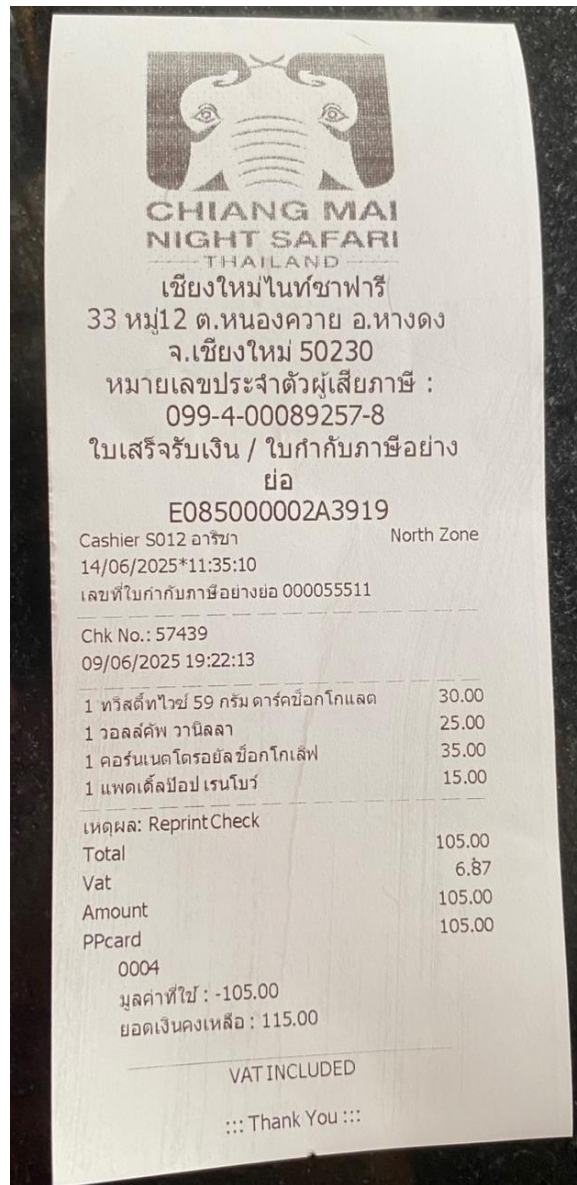 CHIANG MAI
NIGHT SAFARI
THAILAND
เชียงใหม่ไนท์ซาฟารี
33 หมู่12 ต.หนองควาย อ.หางดง
จ.เชียงใหม่ 50230
หมายเลขประจำตัวผู้เสียภาษี :
099-4-00089257-8
ใบเสร็จรับเงิน / ใบกำกับภาษีอย่าง
ย่อ
E085000002A3919
Cashier S012 อาริชา North Zone
14/06/2025*11:35:10
เลขที่ใบกำกับภาษีอย่างย่อ 000055511
Chk No.: 57439
09/06/2025 19:22:13
1 ทวิสตี้ทไวซ์ 59 กรัม ดาร์คช็อกโกแลต 30.00
1 วอลล์คัพ วานิลลา 25.00
1 คอร์นเนตโตรอยัล ช็อกโกเลิฟ 35.00
1 แพดเดิ้ลป๊อป เรนโบว์ 15.00
เหตุผล: Reprint Check
Total 105.00
Vat 6.87
Amount 105.00
PPcard 105.00
0004
มูลค่าที่ใช้ : -105.00
ยอดเงินคงเหลือ : 115.00
VAT INCLUDED
::: Thank You :::